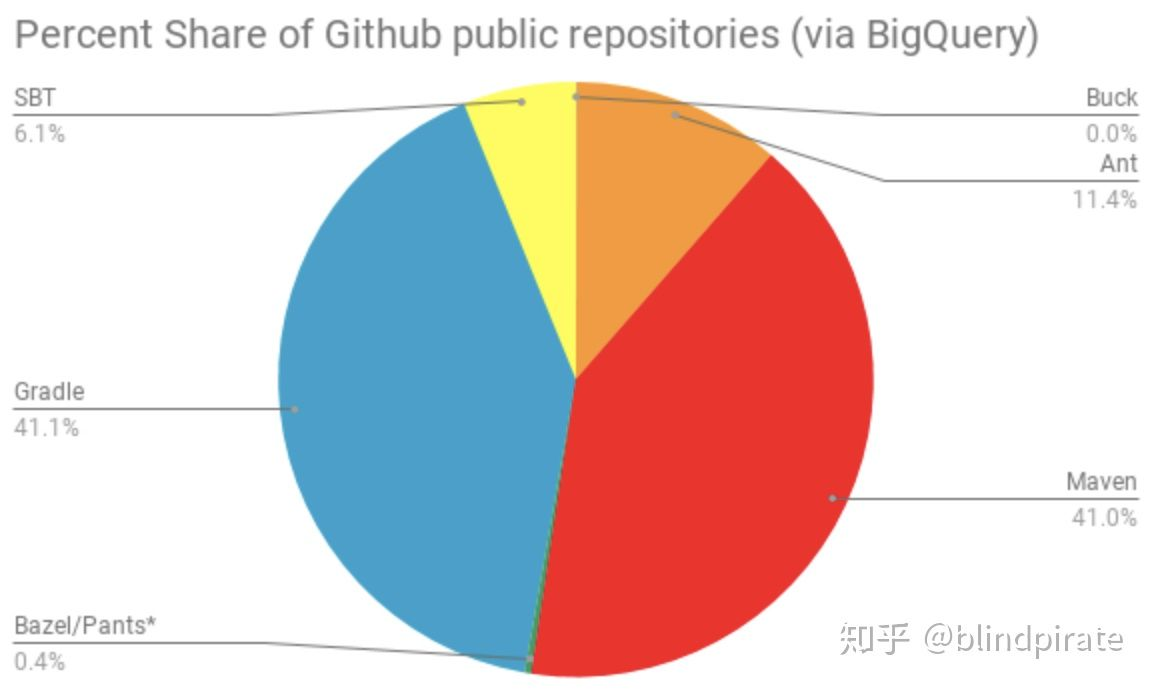 Percent Share of Github public repositories (via BigQuery)
SBT
6.1%
Buck
0.0%
Ant
11.4%
Gradle
41.1%
Maven
41.0%
Bazel/Pants*
0.4%
知乎 @blindpirate